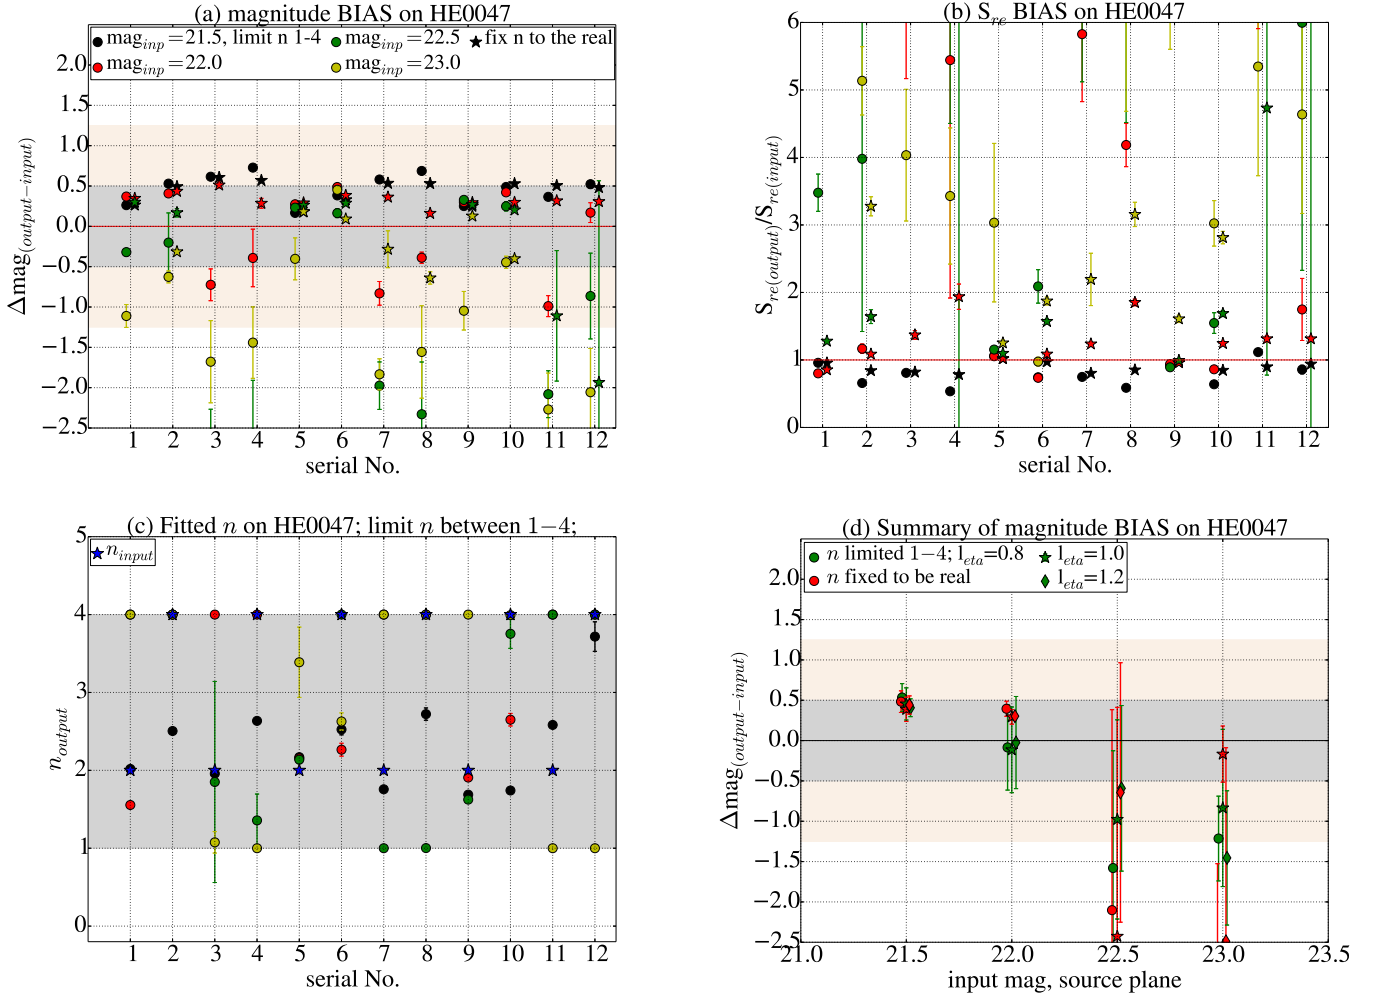 (a) magnitude BIAS on HE0047
mag_inp=21.5, limit n 1-4
mag_inp=22.0
mag_inp=22.5
mag_inp=23.0
fix n to the real
Δmag_(output−input)
2.0
1.5
1.0
0.5
0.0
−0.5
−1.0
−1.5
−2.0
−2.5
1 2 3 4 5 6 7 8 9 10 11 12
serial No.
(b) S_re BIAS on HE0047
S_re(output)/S_re(input)
6
5
4
3
2
1
0
1 2 3 4 5 6 7 8 9 10 11 12
serial No.
(c) Fitted n on HE0047; limit n between 1−4;
n_input
n_output
5
4
3
2
1
0
1 2 3 4 5 6 7 8 9 10 11 12
serial No.
(d) Summary of magnitude BIAS on HE0047
n limited 1−4; l_eta=0.8
n fixed to be real
l_eta=1.0
l_eta=1.2
Δmag_(output−input)
2.0
1.5
1.0
0.5
0.0
−0.5
−1.0
−1.5
−2.0
−2.5
21.0 21.5 22.0 22.5 23.0 23.5
input mag, source plane